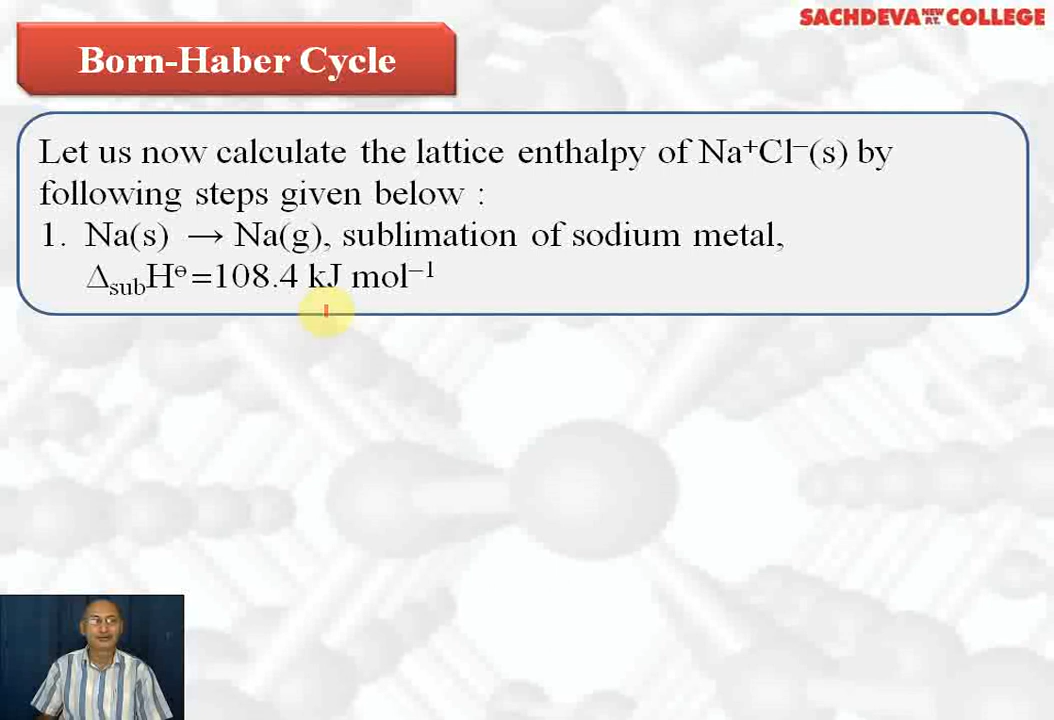 SACHDEVA NEW P.T. COLLEGE
Born-Haber Cycle
Let us now calculate the lattice enthalpy of Na⁺Cl⁻(s) by
following steps given below :
1. Na(s) → Na(g), sublimation of sodium metal,
ΔsubH⊖=108.4 kJ mol⁻¹